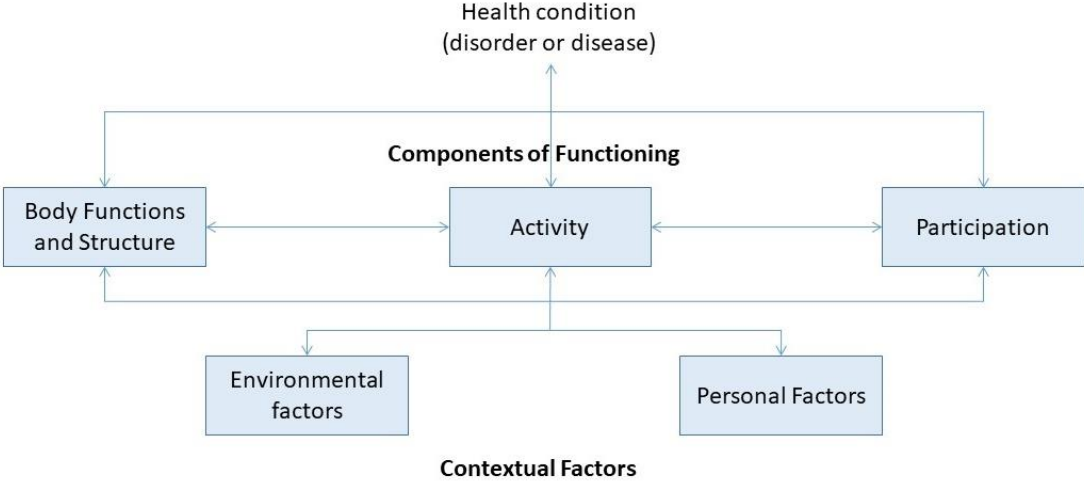 Health condition
(disorder or disease)
Components of Functioning
Body Functions
and Structure
Activity
Participation
Environmental
factors
Personal Factors
Contextual Factors